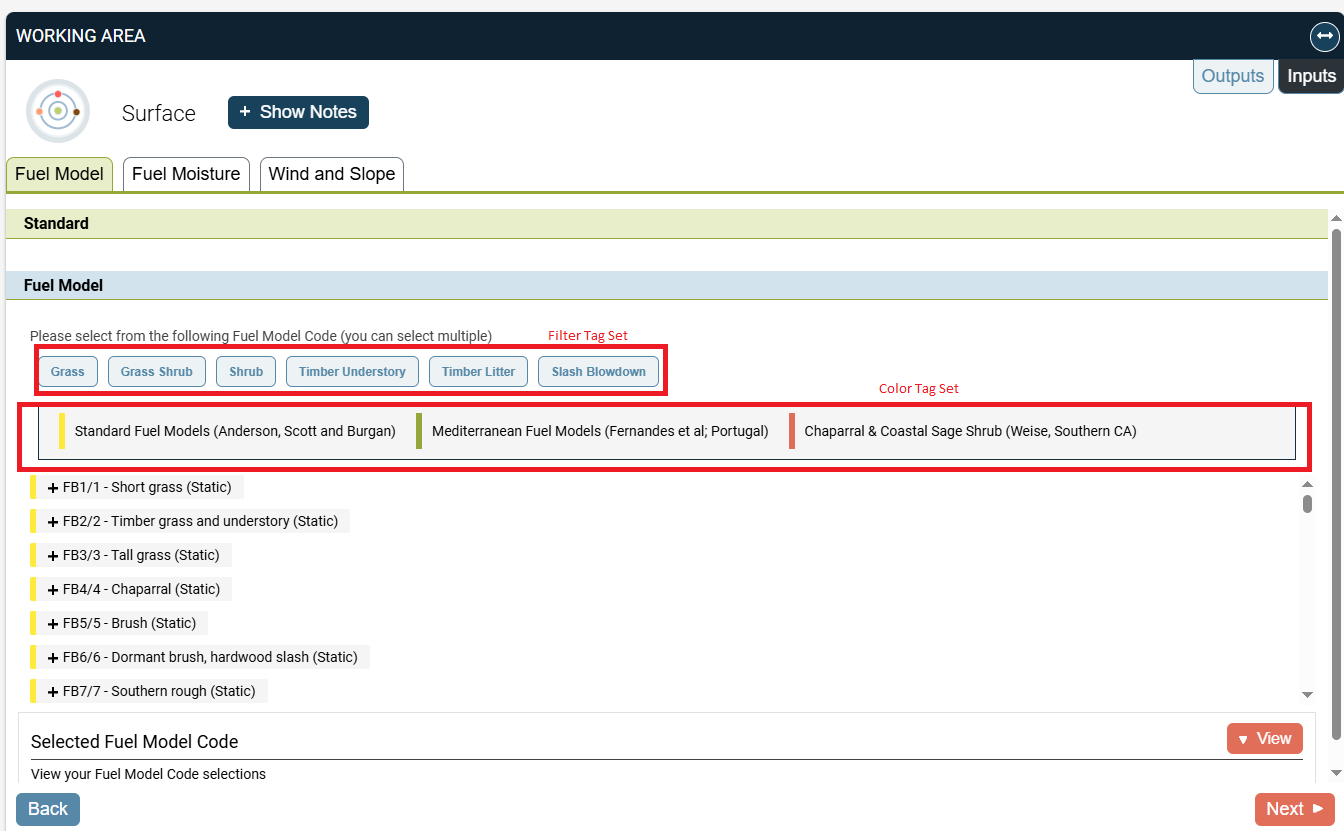 WORKING AREA
Outputs
Inputs
Surface
+ Show Notes
Fuel Model
Fuel Moisture
Wind and Slope
Standard
Fuel Model
Please select from the following Fuel Model Code (you can select multiple)
Filter Tag Set
Grass
Grass Shrub
Shrub
Timber Understory
Timber Litter
Slash Blowdown
Color Tag Set
Standard Fuel Models (Anderson, Scott and Burgan)
Mediterranean Fuel Models (Fernandes et al; Portugal)
Chaparral & Coastal Sage Shrub (Weise, Southern CA)
+ FB1/1 - Short grass (Static)
+ FB2/2 - Timber grass and understory (Static)
+ FB3/3 - Tall grass (Static)
+ FB4/4 - Chaparral (Static)
+ FB5/5 - Brush (Static)
+ FB6/6 - Dormant brush, hardwood slash (Static)
+ FB7/7 - Southern rough (Static)
Selected Fuel Model Code
View
View your Fuel Model Code selections
Back
Next